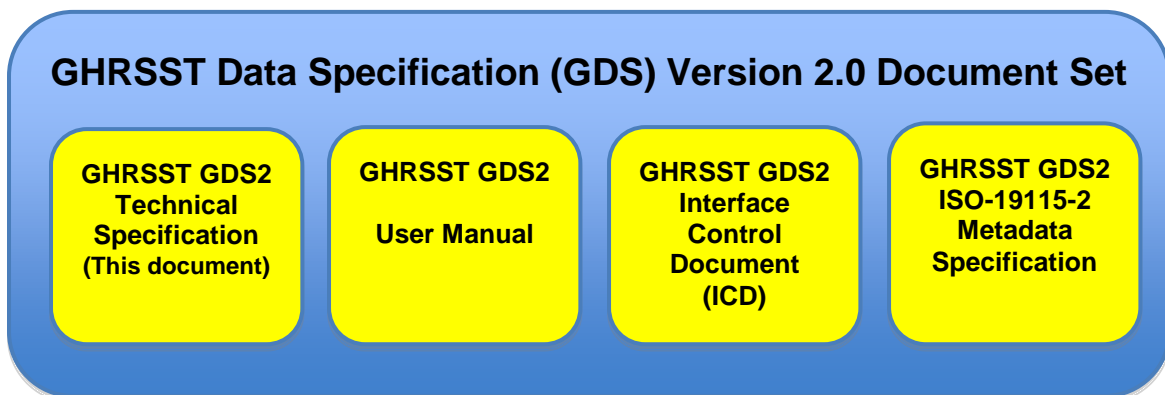 GHRSST Data Specification (GDS) Version 2.0 Document Set
GHRSST GDS2
Technical
Specification
(This document)
GHRSST GDS2
User Manual
GHRSST GDS2
Interface
Control
Document
(ICD)
GHRSST GDS2
ISO-19115-2
Metadata
Specification